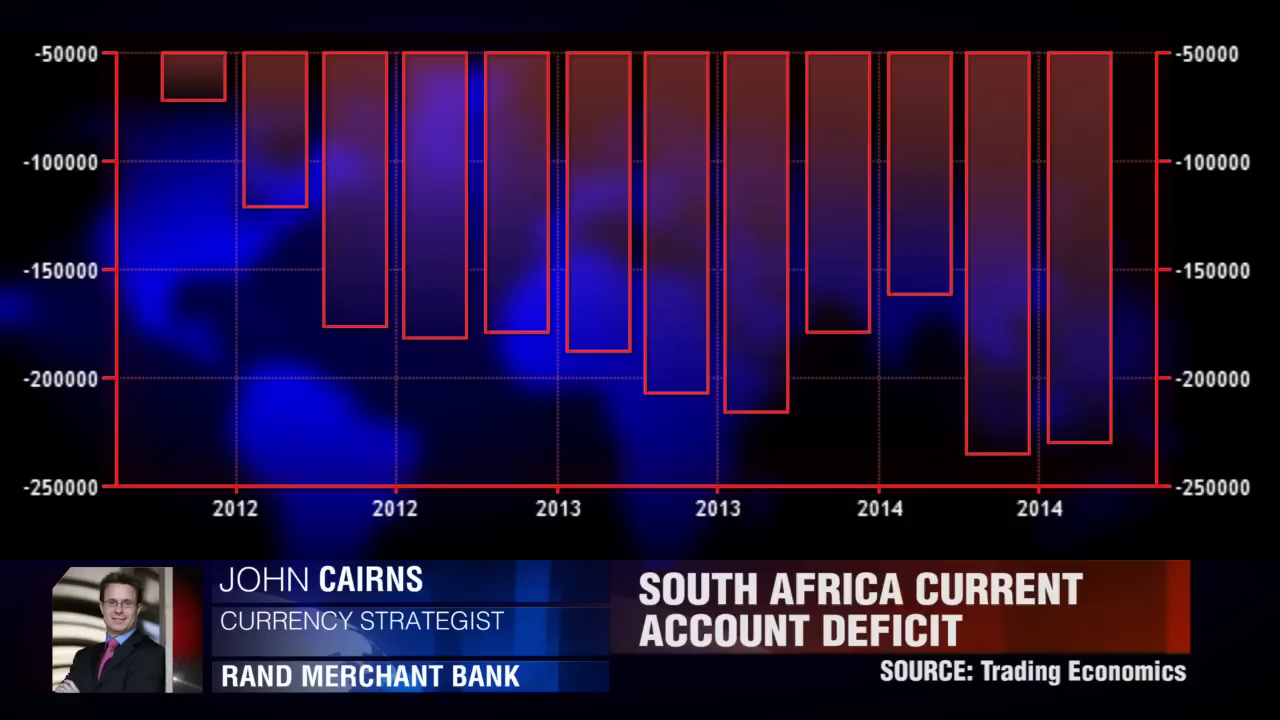 -50000 -50000
-100000 -100000
-150000 -150000
-200000 -200000
-250000 -250000
2012 2012 2013 2013 2014 2014
JOHN CAIRNS
CURRENCY STRATEGIST
RAND MERCHANT BANK
SOUTH AFRICA CURRENT
ACCOUNT DEFICIT
SOURCE: Trading Economics